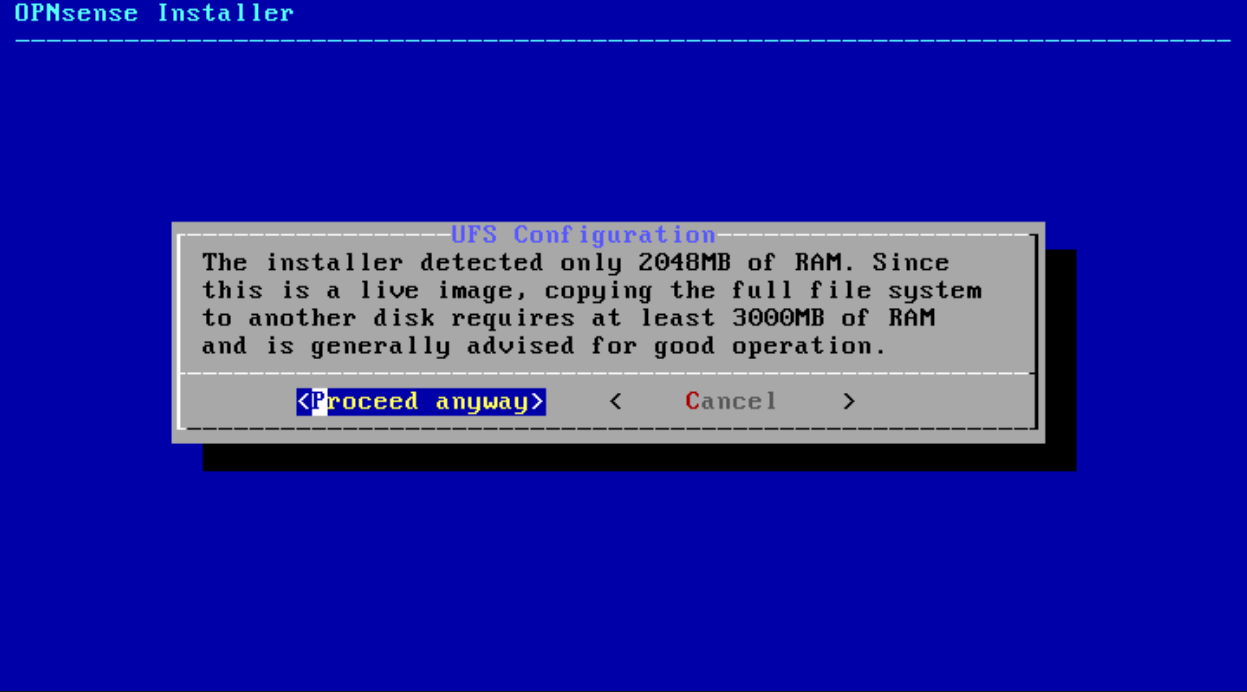 OPNsense Installer
UFS Configuration
The installer detected only 2048MB of RAM. Since
this is a live image, copying the full file system
to another disk requires at least 3000MB of RAM
and is generally advised for good operation.
<Proceed anyway> < Cancel >